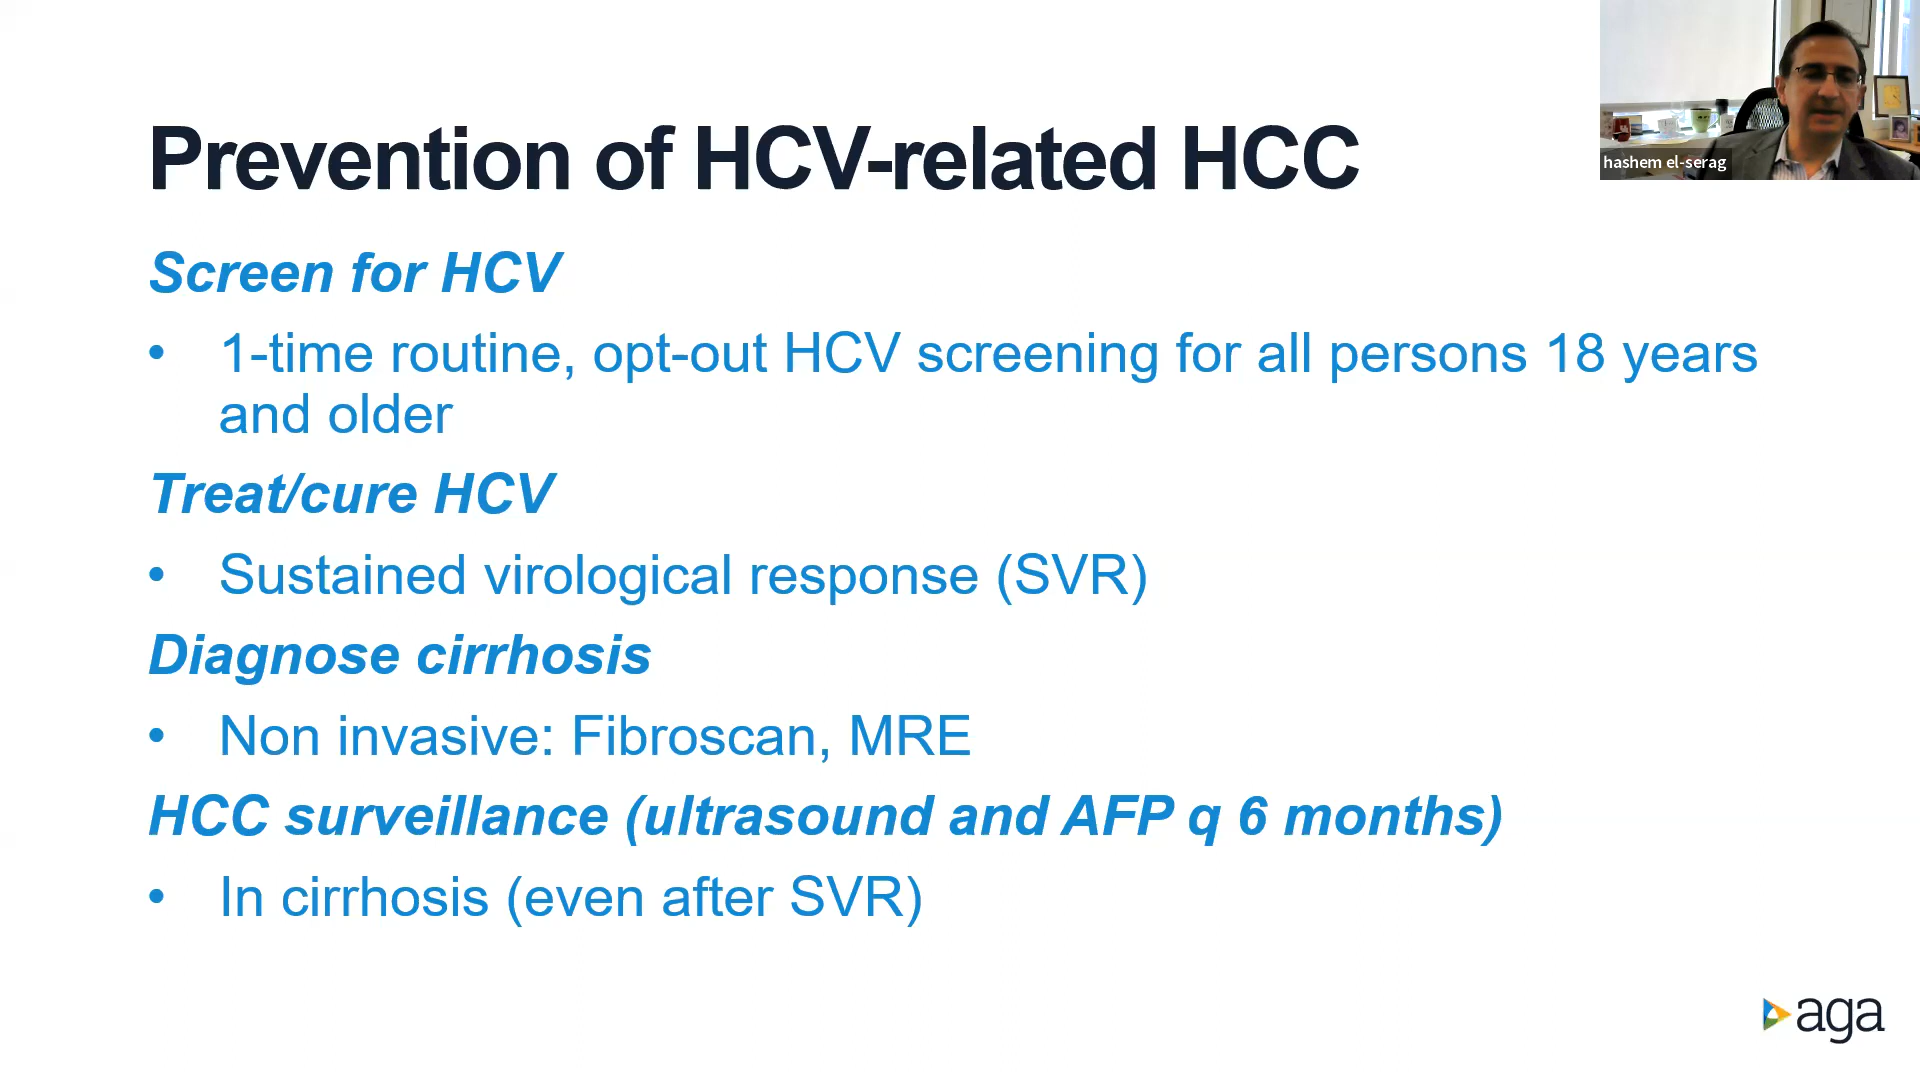 Prevention of HCV-related HCC
hashem el-serag
Screen for HCV
• 1-time routine, opt-out HCV screening for all persons 18 years
and older
Treat/cure HCV
• Sustained virological response (SVR)
Diagnose cirrhosis
• Non invasive: Fibroscan, MRE
HCC surveillance (ultrasound and AFP q 6 months)
• In cirrhosis (even after SVR)
aga